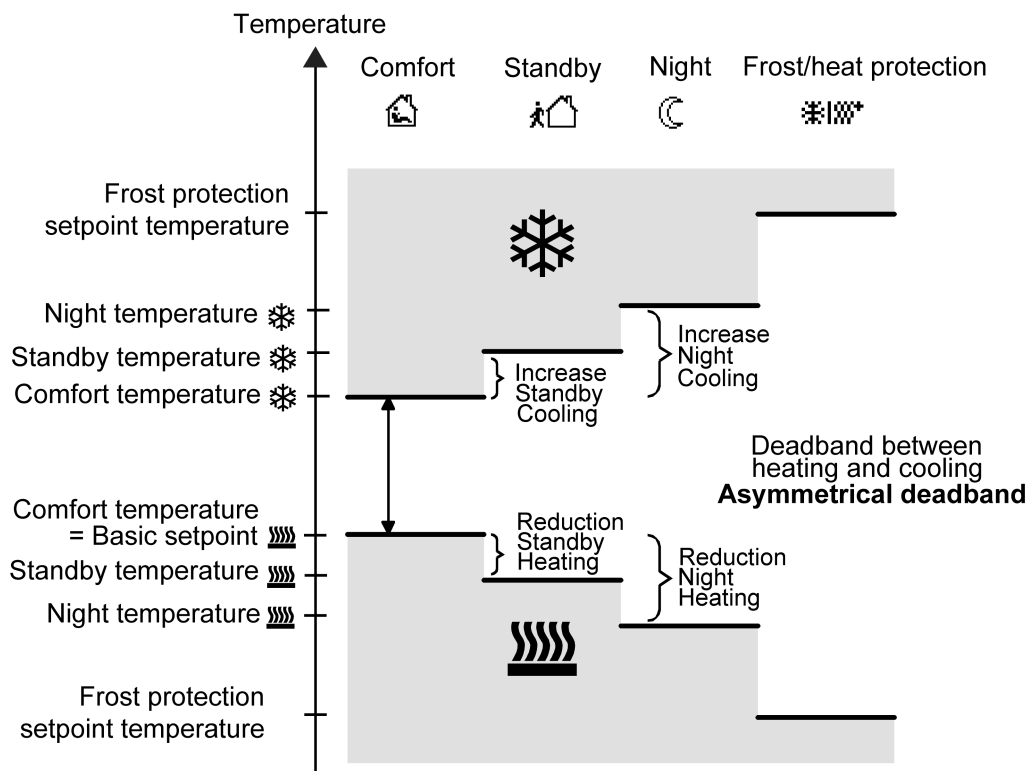 Temperature
Comfort
Standby
Night
Frost/heat protection
Frost protection
setpoint temperature
Night temperature
Standby temperature
Comfort temperature
Increase
Standby
Cooling
Increase
Night
Cooling
Deadband between
heating and cooling
Asymmetrical deadband
Comfort temperature
= Basic setpoint
Standby temperature
Night temperature
Reduction
Standby
Heating
Reduction
Night
Heating
Frost protection
setpoint temperature